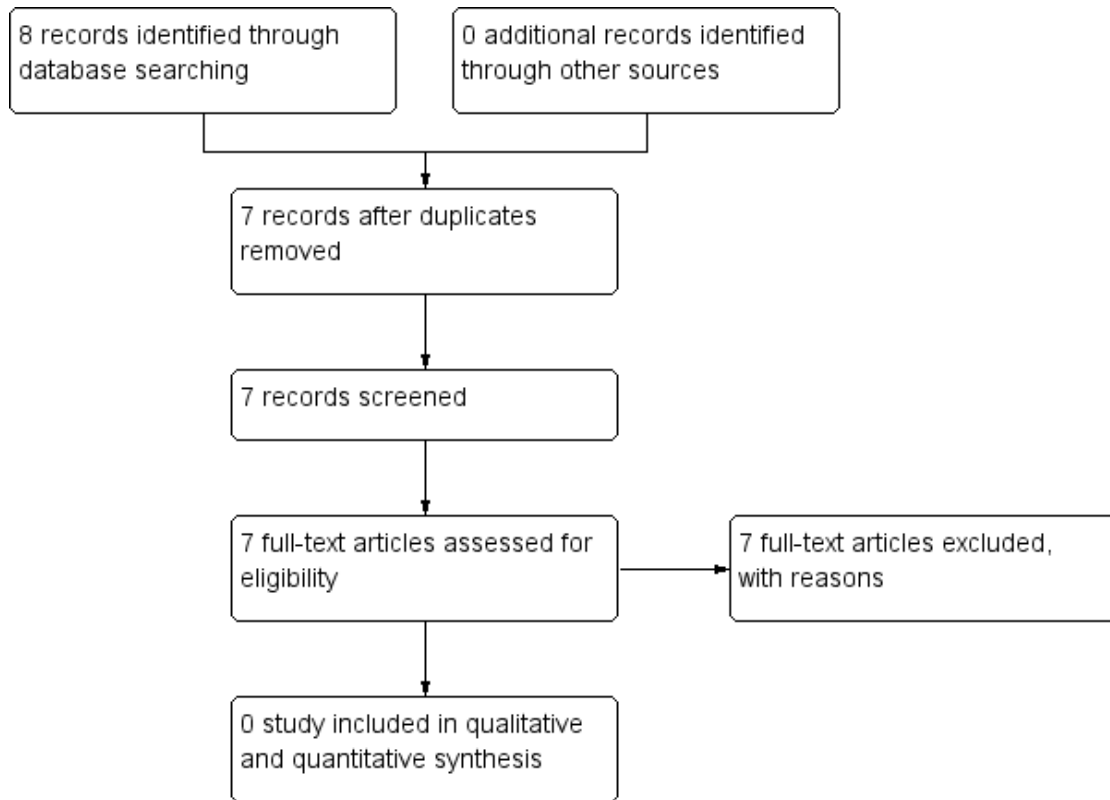 8 records identified through
database searching
0 additional records identified
through other sources
7 records after duplicates
removed
7 records screened
7 full-text articles assessed for
eligibility
7 full-text articles excluded,
with reasons
0 study included in qualitative
and quantitative synthesis